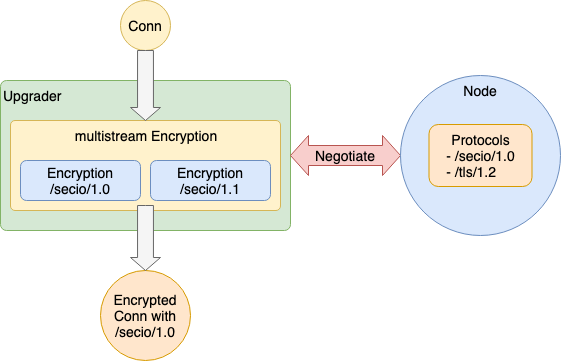 Conn
Upgrader
multistream Encryption
Encryption
/secio/1.0
Encryption
/secio/1.1
Negotiate
Node
Protocols
- /secio/1.0
- /tls/1.2
Encrypted
Conn with
/secio/1.0